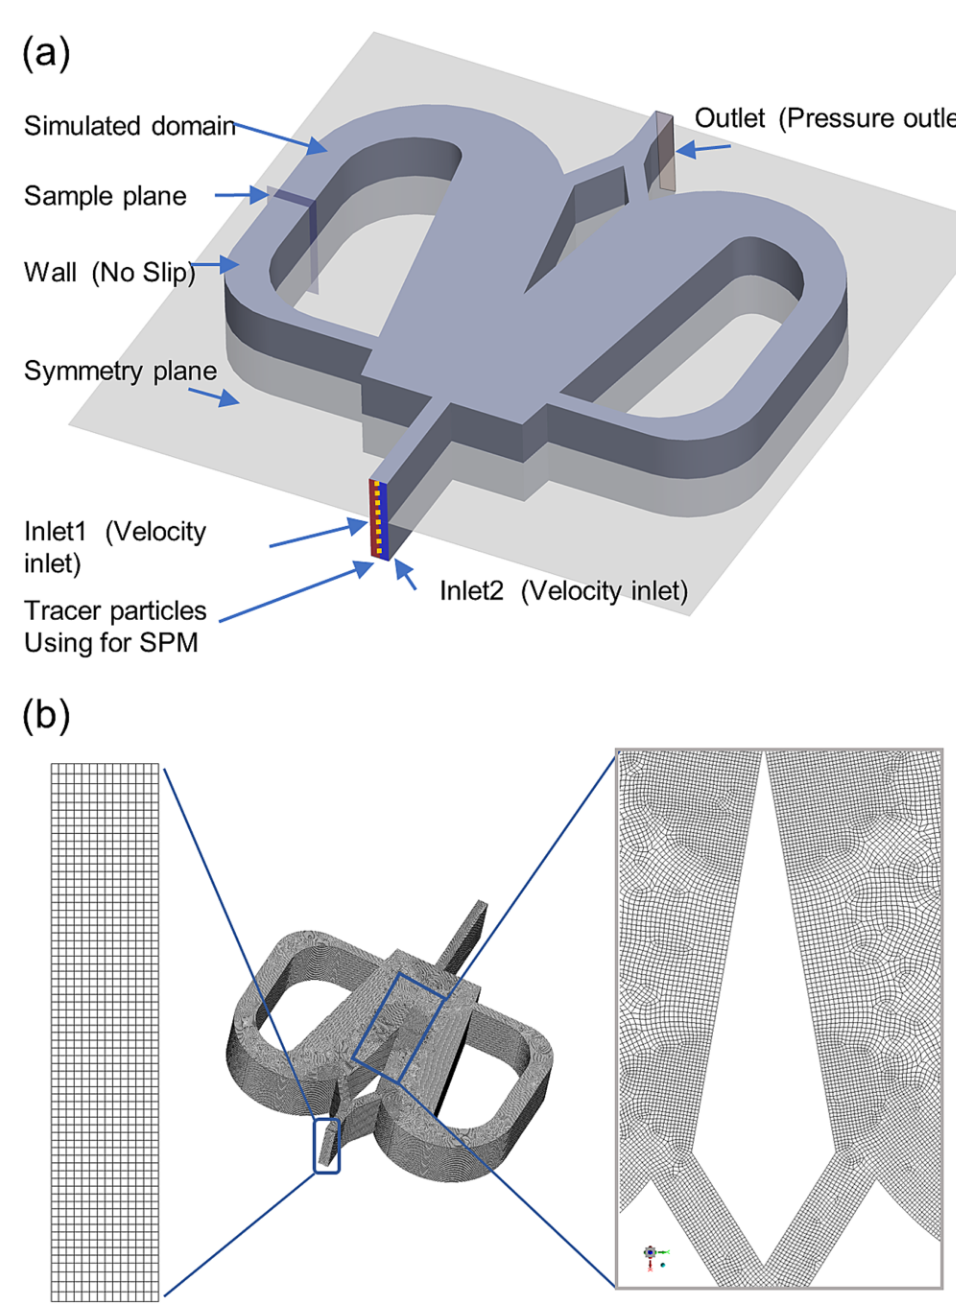 (a)
Simulated domain
Outlet (Pressure outle
Sample plane
Wall (No Slip)
Symmetry plane
Inlet1 (Velocity
inlet)
Inlet2 (Velocity inlet)
Tracer particles
Using for SPM
(b)